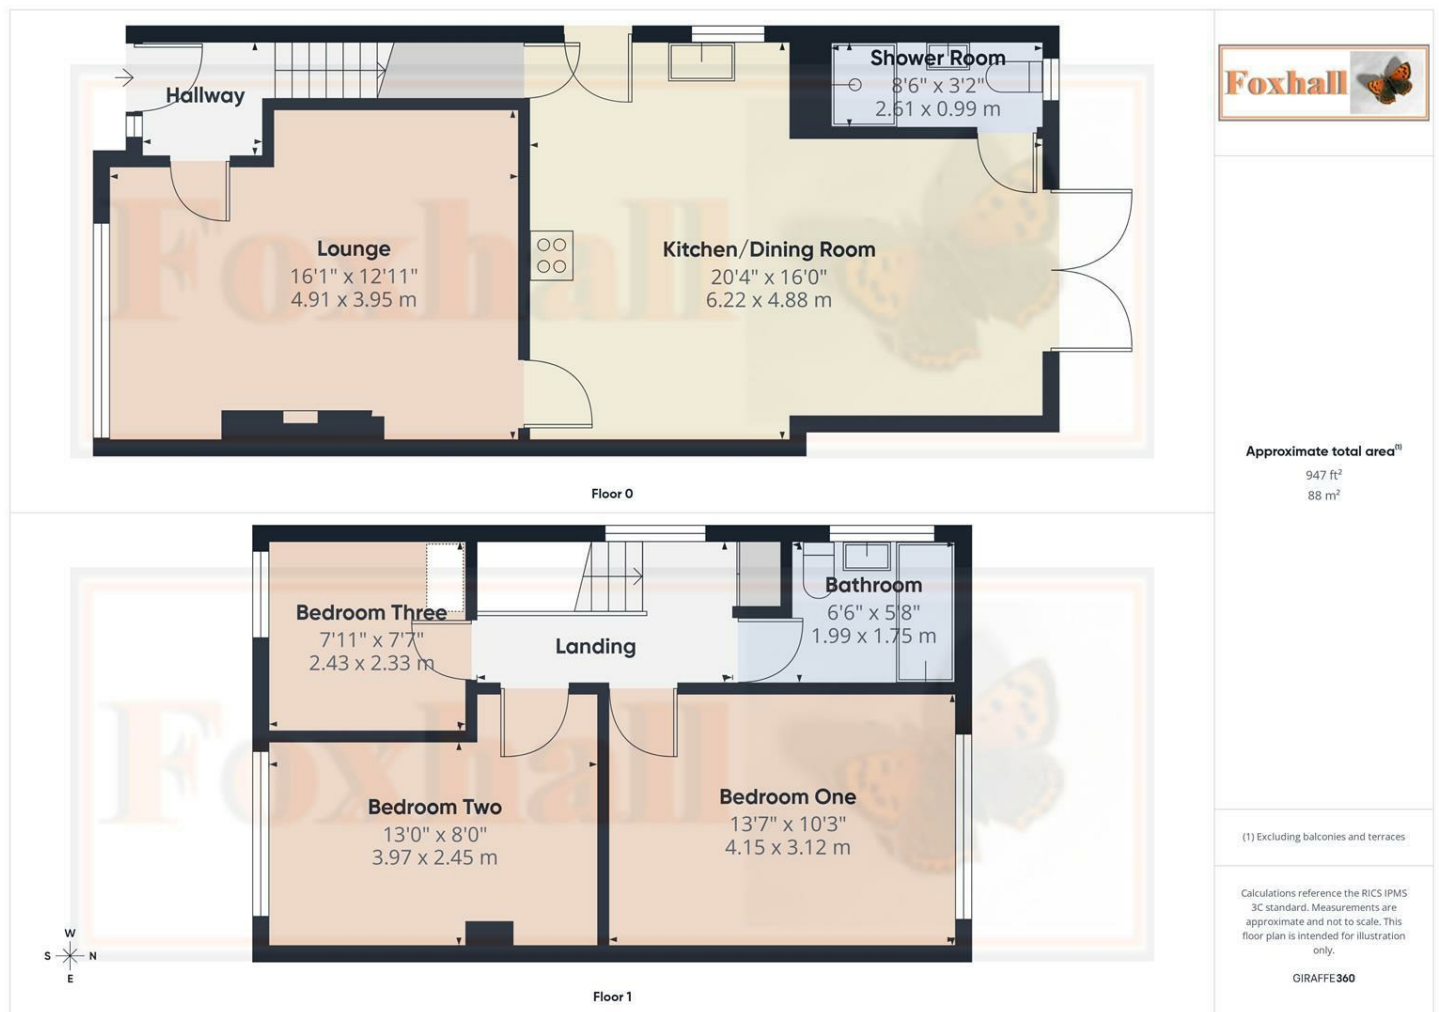 Hallway
Shower Room
8'6" x 3'2"
2.61 x 0.99 m
Lounge
16'1" x 12'11"
4.91 x 3.95 m
Kitchen/Dining Room
20'4" x 16'0"
6.22 x 4.88 m
Foxhall
Floor 0
Bedroom Three
7'11" x 7'7"
2.43 x 2.33 m
Landing
Bathroom
6'6" x 5'8"
1.99 x 1.75 m
Bedroom Two
13'0" x 8'0"
3.97 x 2.45 m
Bedroom One
13'7" x 10'3"
4.15 x 3.12 m
Foxhall
W
S N
E
Floor 1
Foxhall
Approximate total area⁽¹⁾
947 ft²
88 m²
(1) Excluding balconies and terraces
Calculations reference the RICS IPMS
3C standard. Measurements are
approximate and not to scale. This
floor plan is intended for illustration
only.
GIRAFFE360